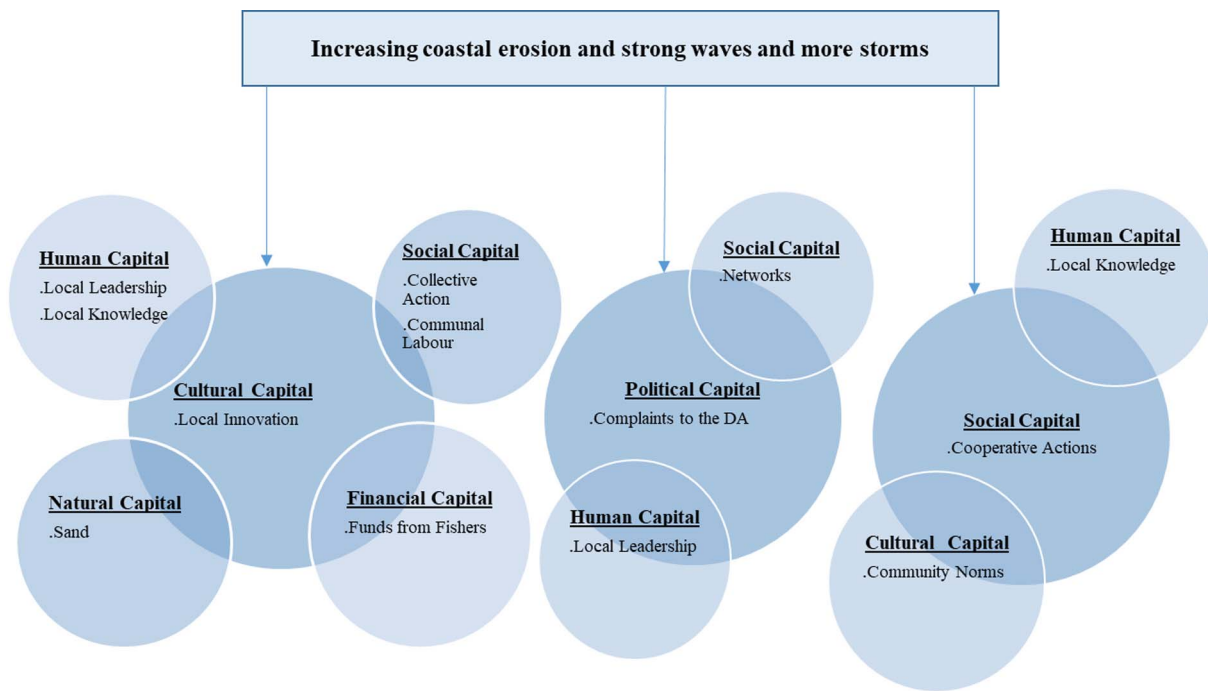 Increasing coastal erosion and strong waves and more storms
Human Capital
.Local Leadership
.Local Knowledge
Social Capital
.Collective
Action
.Communal
Labour
Cultural Capital
.Local Innovation
Natural Capital
.Sand
Financial Capital
.Funds from Fishers
Social Capital
.Networks
Political Capital
.Complaints to the DA
Human Capital
.Local Leadership
Human Capital
.Local Knowledge
Social Capital
.Cooperative Actions
Cultural Capital
.Community Norms